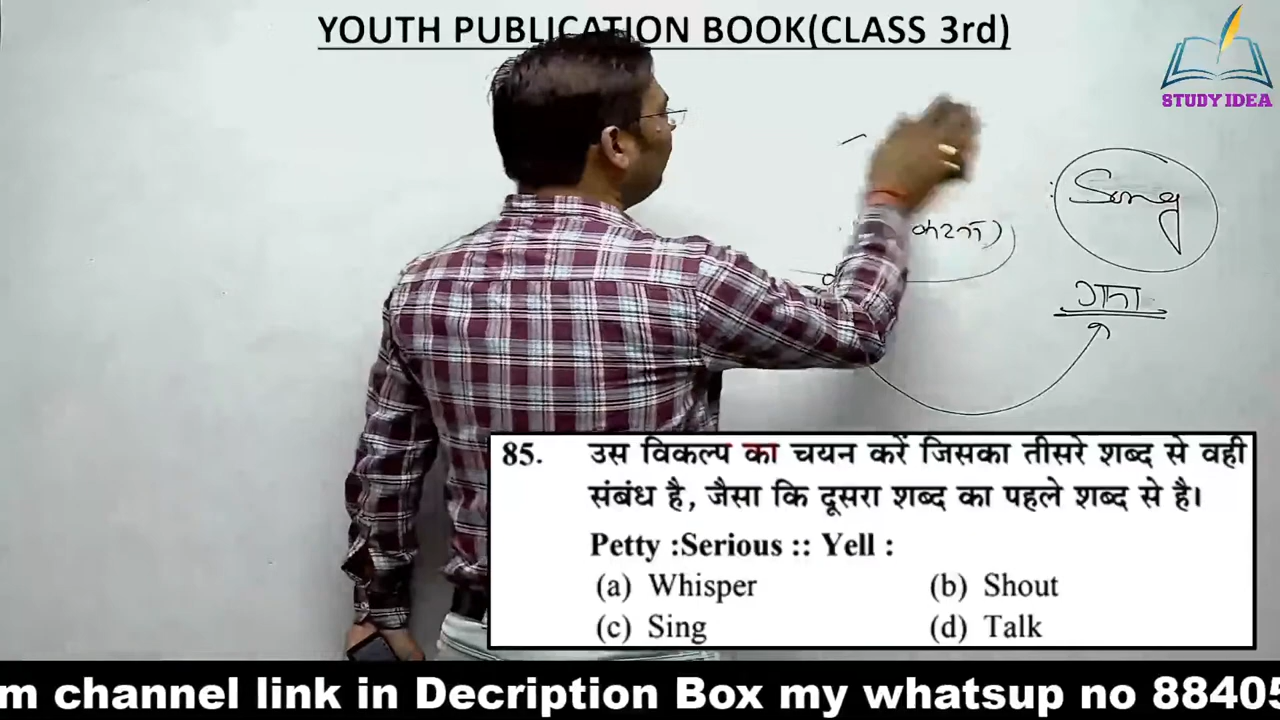 YOUTH PUBLICATION BOOK(CLASS 3rd)
STUDY IDEA
Song
गाना
85. उस विकल्प का चयन करें जिसका तीसरे शब्द से वही
संबंध है, जैसा कि दूसरा शब्द का पहले शब्द से है।
Petty :Serious :: Yell :
(a) Whisper (b) Shout
(c) Sing (d) Talk
m channel link in Decription Box my whatsup no 8840